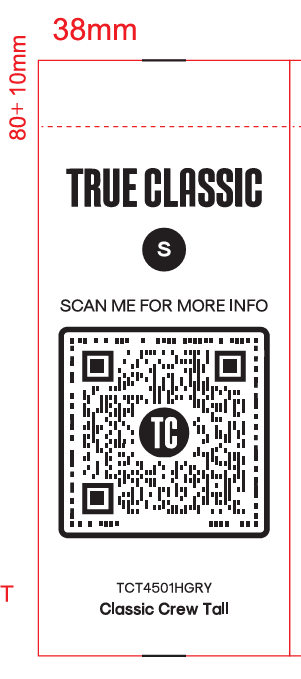 38mm
80+ 10mm
TRUE CLASSIC
S
SCAN ME FOR MORE INFO
TC
T
TCT4501HGRY
Classic Crew Tall